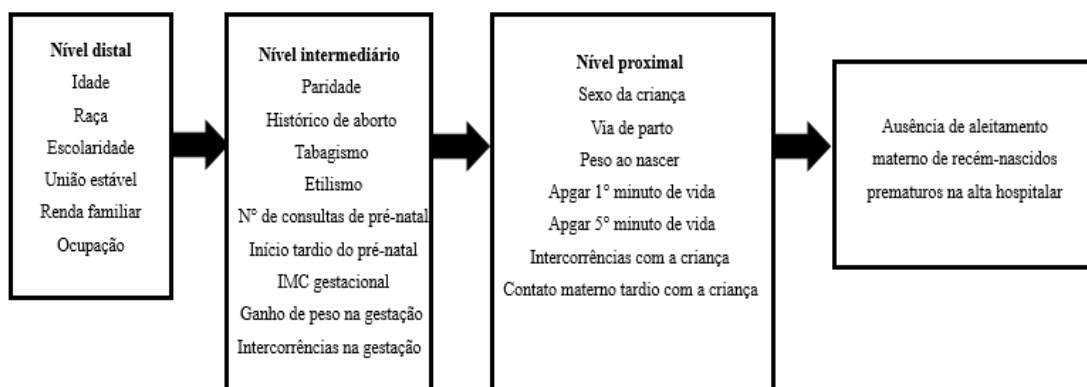 Nível distal
Idade
Raça
Escolaridade
União estável
Renda familiar
Ocupação
Nível intermediário
Paridade
Histórico de aborto
Tabagismo
Etilismo
N° de consultas de pré-natal
Início tardio do pré-natal
IMC gestacional
Ganho de peso na gestação
Intercorrências na gestação
Nível proximal
Sexo da criança
Via de parto
Peso ao nascer
Apgar 1° minuto de vida
Apgar 5° minuto de vida
Intercorrências com a criança
Contato materno tardio com a criança
Ausência de aleitamento
materno de recém-nascidos
prematuros na alta hospitalar